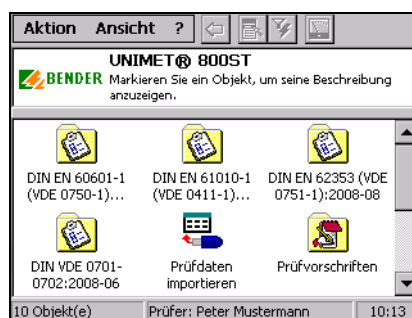 Aktion Ansicht ?
UNIMET® 800ST
BENDER
Markieren Sie ein Objekt, um seine Beschreibung
anzuzeigen.
DIN EN 60601-1
(VDE 0750-1)...
DIN EN 61010-1
(VDE 0411-1)...
DIN EN 62353 (VDE
0751-1):2008-08
DIN VDE 0701-
0702:2008-06
Prüfdaten
importieren
Prüfvorschriften
10 Objekt(e)
Prüfer: Peter Mustermann
10:13